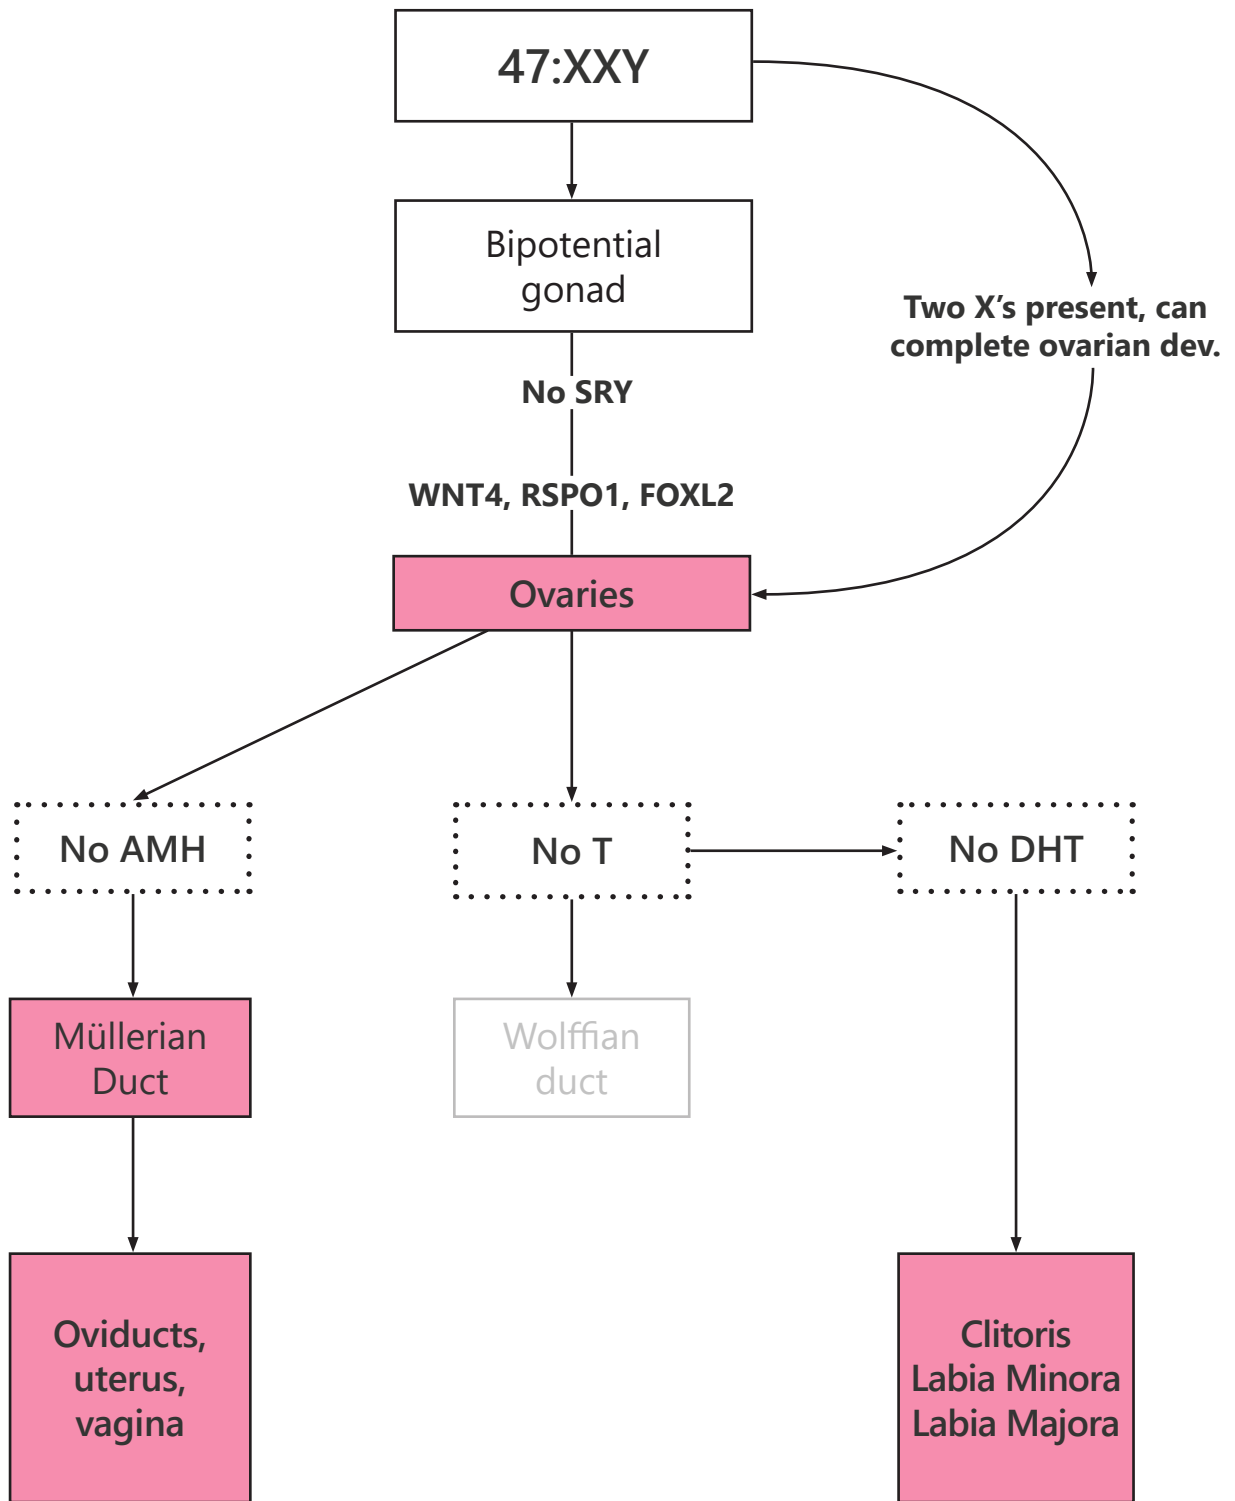 47:XXY
Bipotential
gonad
Two X’s present, can
complete ovarian dev.
No SRY
WNT4, RSPO1, FOXL2
Ovaries
No AMH
No T
No DHT
Müllerian
Duct
Wolffian
duct
Oviducts,
uterus,
vagina
Clitoris
Labia Minora
Labia Majora